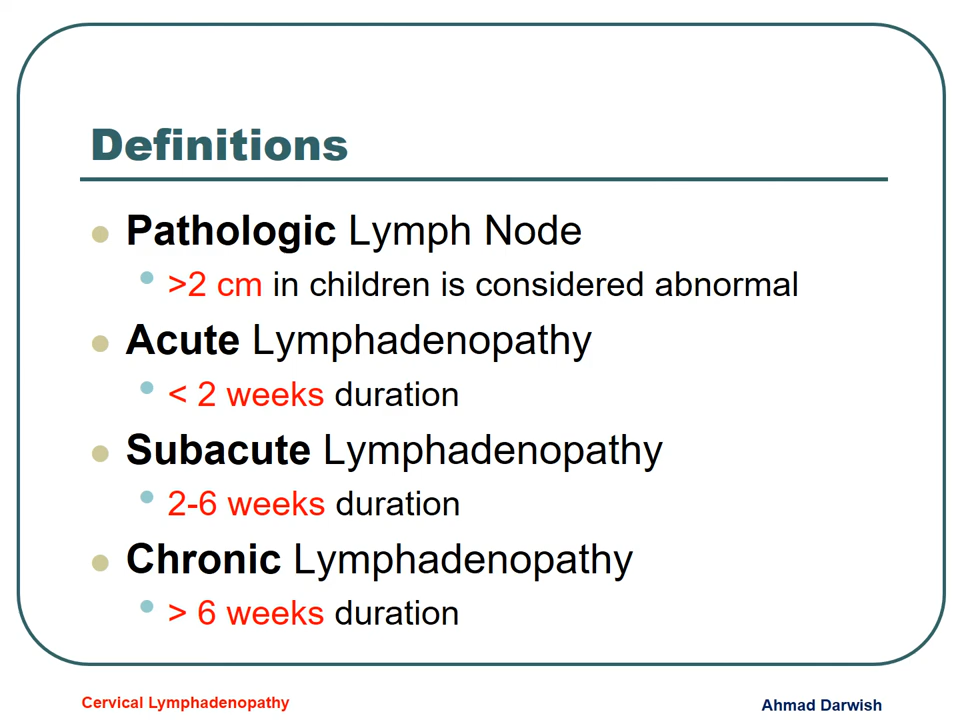 Definitions
Pathologic Lymph Node
>2 cm in children is considered abnormal
Acute Lymphadenopathy
< 2 weeks duration
Subacute Lymphadenopathy
2-6 weeks duration
Chronic Lymphadenopathy
> 6 weeks duration
Cervical Lymphadenopathy
Ahmad Darwish